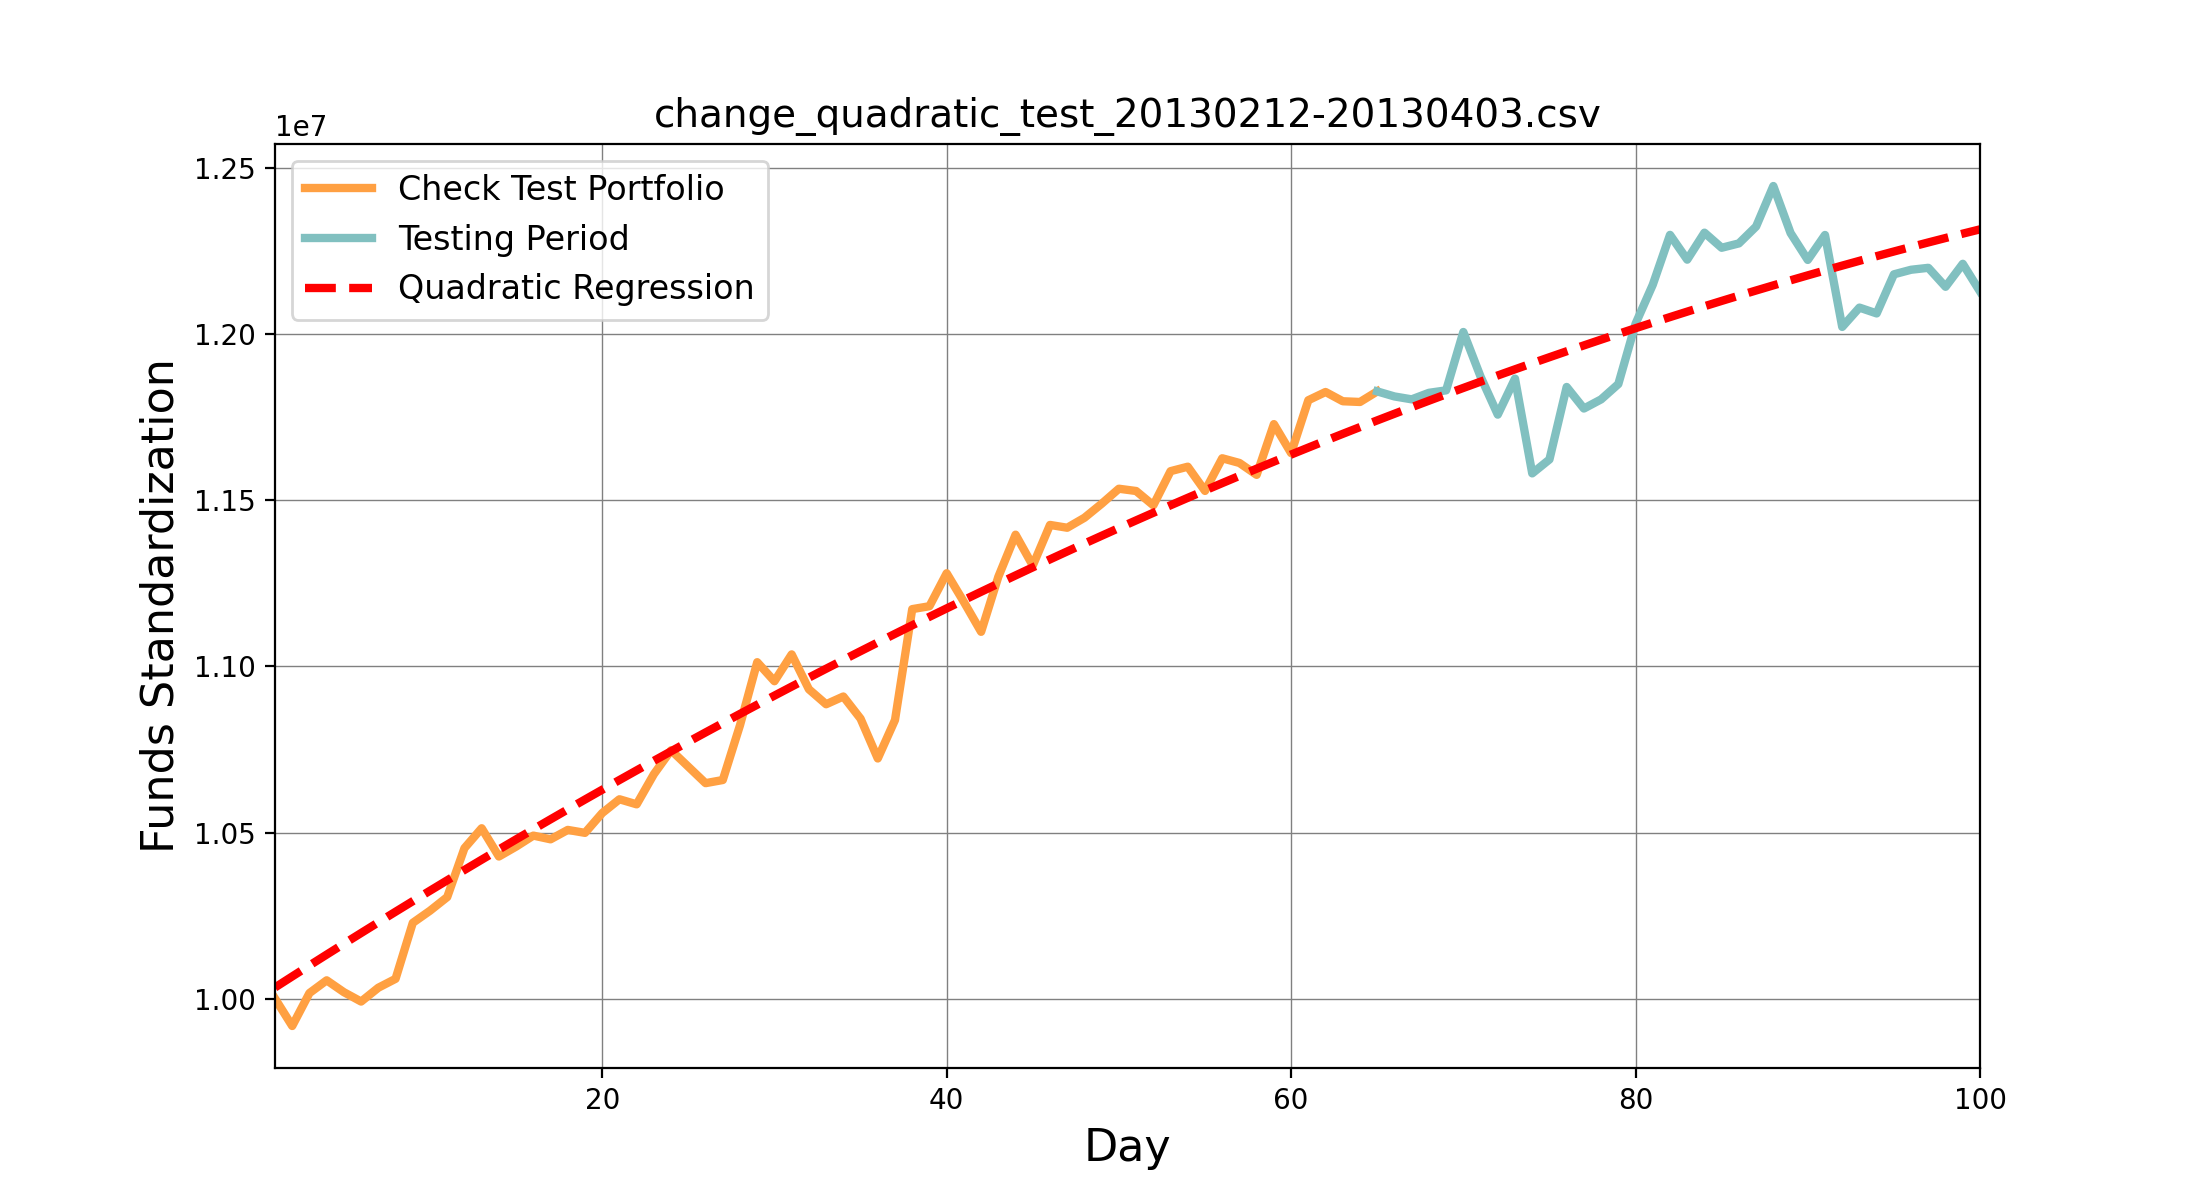 change_quadratic_test_20130212-20130403.csv
1e7
1.25
1.20
1.15
1.10
1.05
1.00
Funds Standardization
Check Test Portfolio
Testing Period
Quadratic Regression
20 40 60 80 100
Day